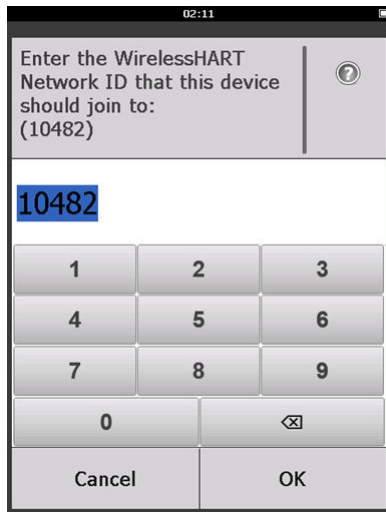 02:11
Enter the WirelessHART
Network ID that this device
should join to:
(10482)
?
10482
1 2 3
4 5 6
7 8 9
0
Cancel OK